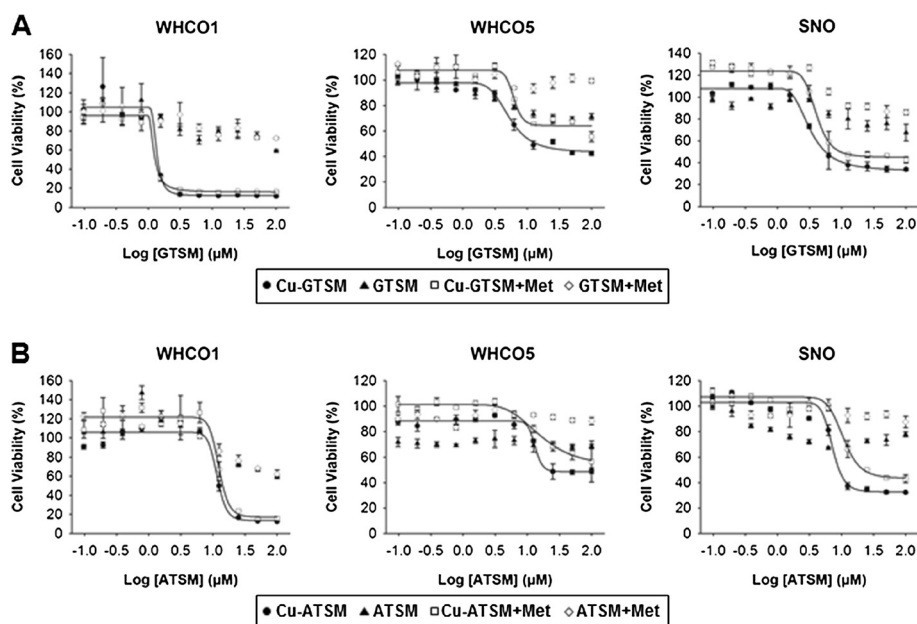 A
WHCO1
WHCO5
SNO
Cell Viability (%)
160
140
120
100
80
60
40
20
0
-1.0 -0.5 0.0 0.5 1.0 1.5 2.0
Log [GTSM] (µM)
Cell Viability (%)
120
100
80
60
40
20
0
-1.0 -0.5 0.0 0.5 1.0 1.5 2.0
Log [GTSM] (µM)
Cell Viability (%)
140
120
100
80
60
40
20
0
-1.0 -0.5 0.0 0.5 1.0 1.5 2.0
Log [GTSM] (µM)
Cu-GTSM GTSM Cu-GTSM+Met GTSM+Met
B
WHCO1
WHCO5
SNO
Cell Viability (%)
160
140
120
100
80
60
40
20
0
-1.0 -0.5 0.0 0.5 1.0 1.5 2.0
Log [ATSM] (µM)
Cell Viability (%)
120
100
80
60
40
20
0
-1.0 -0.5 0.0 0.5 1.0 1.5 2.0
Log [ATSM] (µM)
Cell Viability (%)
120
100
80
60
40
20
0
-1.0 -0.5 0.0 0.5 1.0 1.5 2.0
Log [ATSM] (µM)
Cu-ATSM ATSM Cu-ATSM+Met ATSM+Met